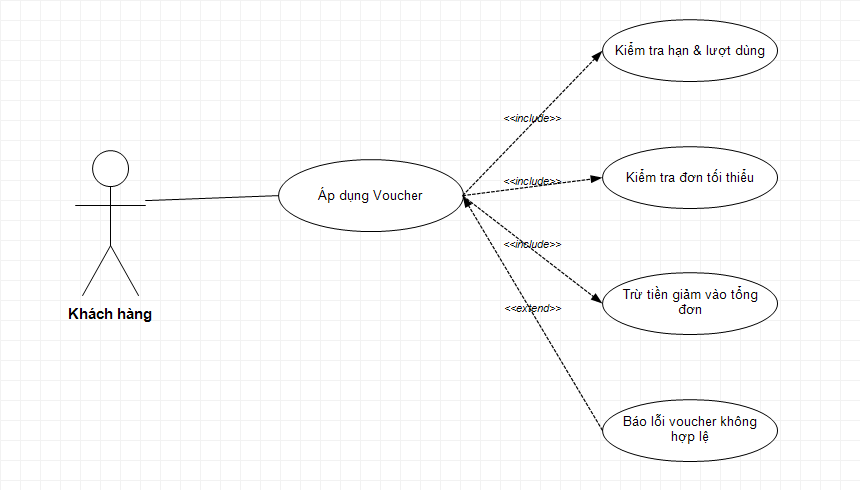 Kiểm tra hạn & lượt dùng
<<include>>
Kiểm tra đơn tối thiểu
<<include>>
Áp dụng Voucher
<<include>>
Trừ tiền giảm vào tổng
đơn
<<extend>>
Khách hàng
Báo lỗi voucher không
hợp lệ